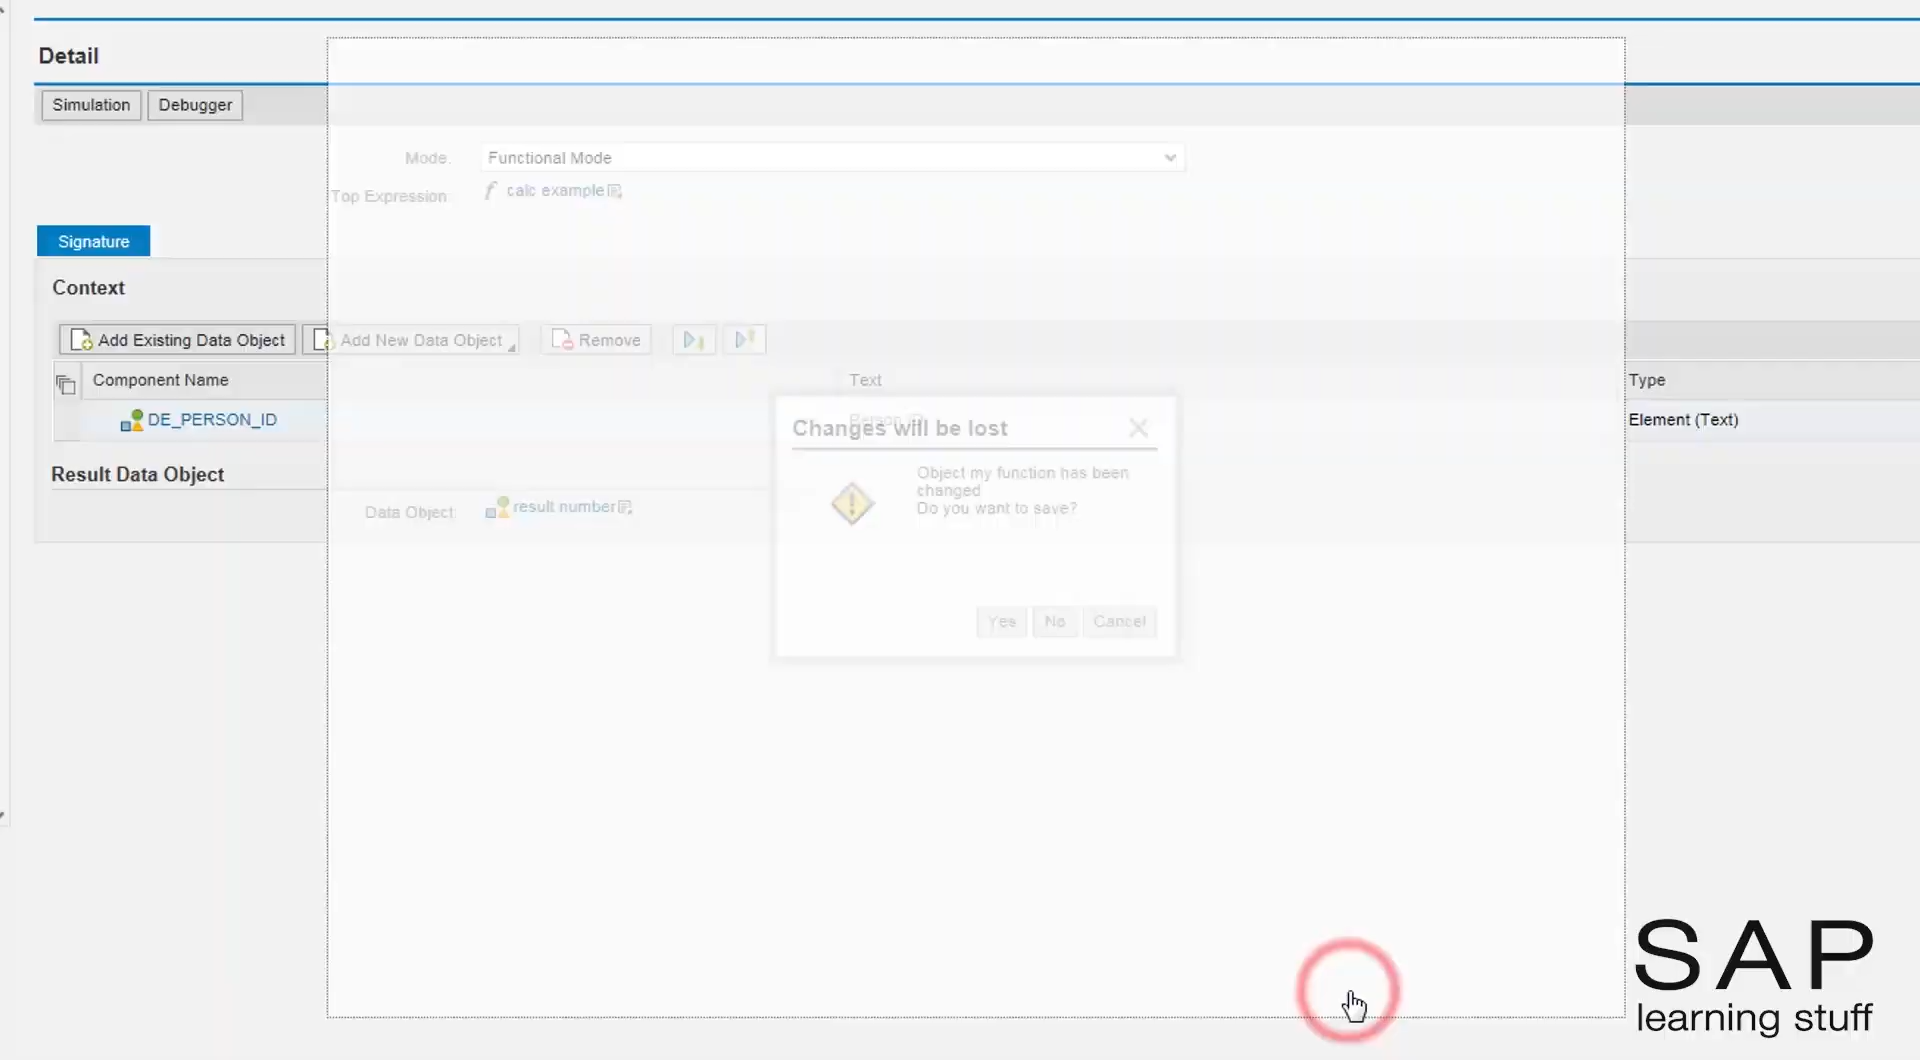 Detail
Simulation
Debugger
Mode:
Functional Mode
Top Expression:
calc example
Signature
Context
Add Existing Data Object
Add New Data Object
Remove
Component Name
Text
Type
DE_PERSON_ID
Person ID
Element (Text)
Changes will be lost
Object my function has been
changed
Do you want to save?
Yes
No
Cancel
Result Data Object
Data Object:
result number
SAP
learning stuff